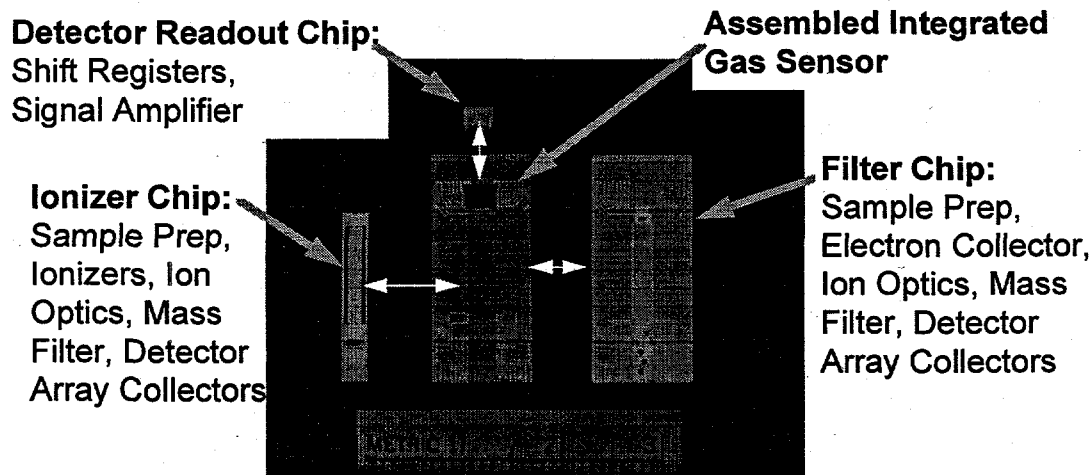 Detector Readout Chip:
Shift Registers,
Signal Amplifier
Assembled Integrated
Gas Sensor
Ionizer Chip:
Sample Prep,
Ionizers, Ion
Optics, Mass
Filter, Detector
Array Collectors
Filter Chip:
Sample Prep,
Electron Collector,
Ion Optics, Mass
Filter, Detector
Array Collectors